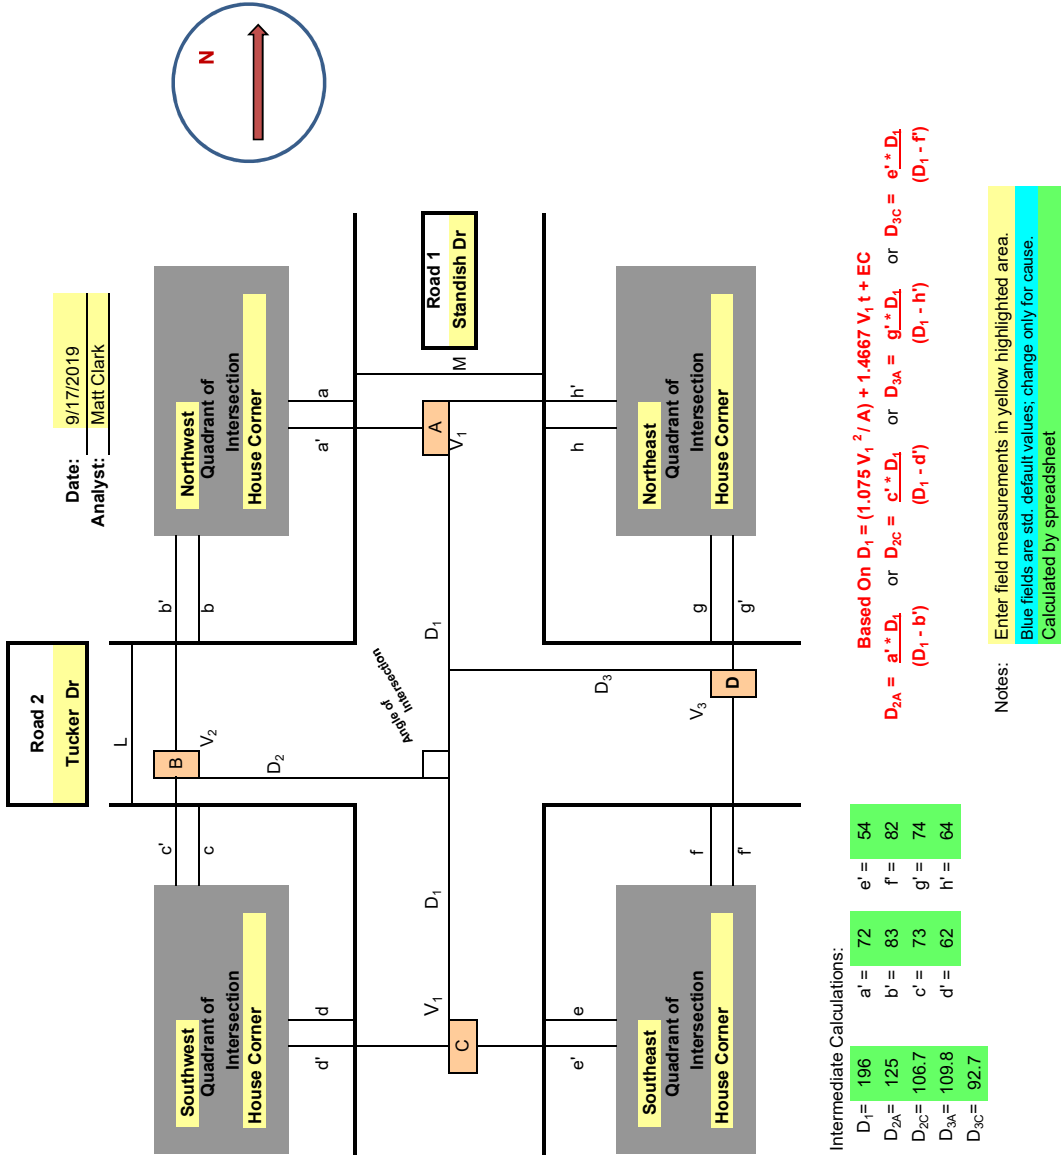 Date: 9/17/2019
Analyst: Matt Clark
N
Road 2
Tucker Dr
Road 1
Standish Dr
Southwest
Quadrant of
Intersection
House Corner
Northwest
Quadrant of
Intersection
House Corner
c'
c
L
B
V₂
D₂
b'
b
d'
d
a'
a
C
V₁
D₁
Angle of
Intersection
D₁
A
V₁
M
e'
e
h
h'
Southeast
Quadrant of
Intersection
House Corner
Northeast
Quadrant of
Intersection
House Corner
f
f'
D₃
V₃
D
g
g'
Intermediate Calculations:
D₁= 196 a' = 72 e' = 54
D₂A= 125 b' = 83 f' = 82
D₂C= 106.7 c' = 73 g' = 74
D₃A= 109.8 d' = 62 h' = 64
D₃C= 92.7
Based On D₁ = (1.075 V₁ ² / A) + 1.4667 V₁ t + EC
D₂A = a' * D₁ or D₂C = c' * D₁ or D₃A = g' * D₁ or D₃C = e' * D₁
(D₁ - b') (D₁ - d') (D₁ - h') (D₁ - f')
Notes: Enter field measurements in yellow highlighted area.
Blue fields are std. default values; change only for cause.
Calculated by spreadsheet